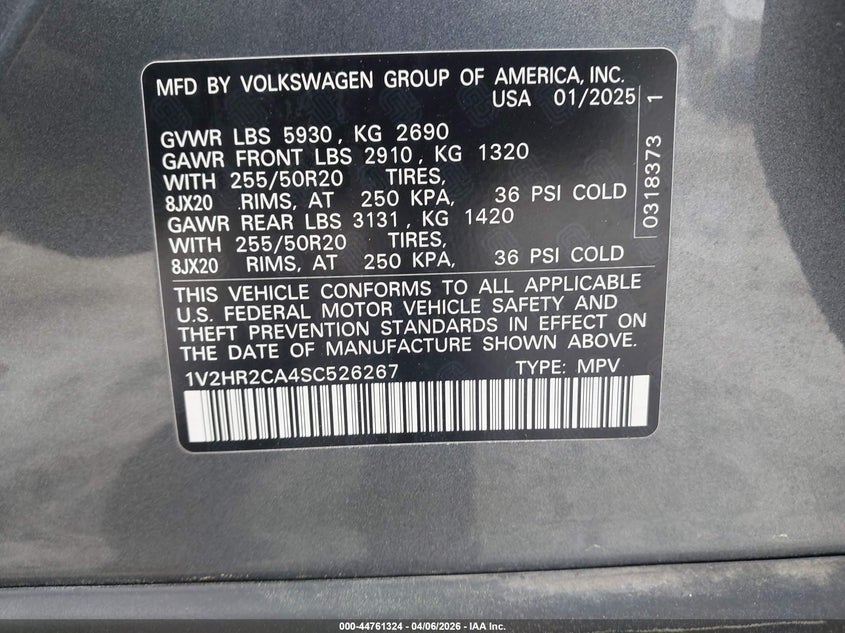 MFD BY VOLKSWAGEN GROUP OF AMERICA, INC.
USA 01/2025
GVWR LBS 5930, KG 2690
GAWR FRONT LBS 2910, KG 1320
WITH 255/50R20 TIRES,
8JX20 .RIMS, AT 250 KPA, 36 PSI COLD
GAWR REAR LBS 3131, KG 1420
WITH 255/50R20 TIRES,
8JX20 RIMS, AT 250 KPA, 36 PSI COLD
0318373 1
THIS VEHICLE CONFORMS TO ALL APPLICABLE
U.S. FEDERAL MOTOR VEHICLE SAFETY AND
THEFT PREVENTION STANDARDS IN EFFECT ON
THE DATE OF MANUFACTURE SHOWN ABOVE.
1V2HR2CA4SC526267 TYPE: MPV
000-44761324 - 04/06/2026 - IAA Inc.